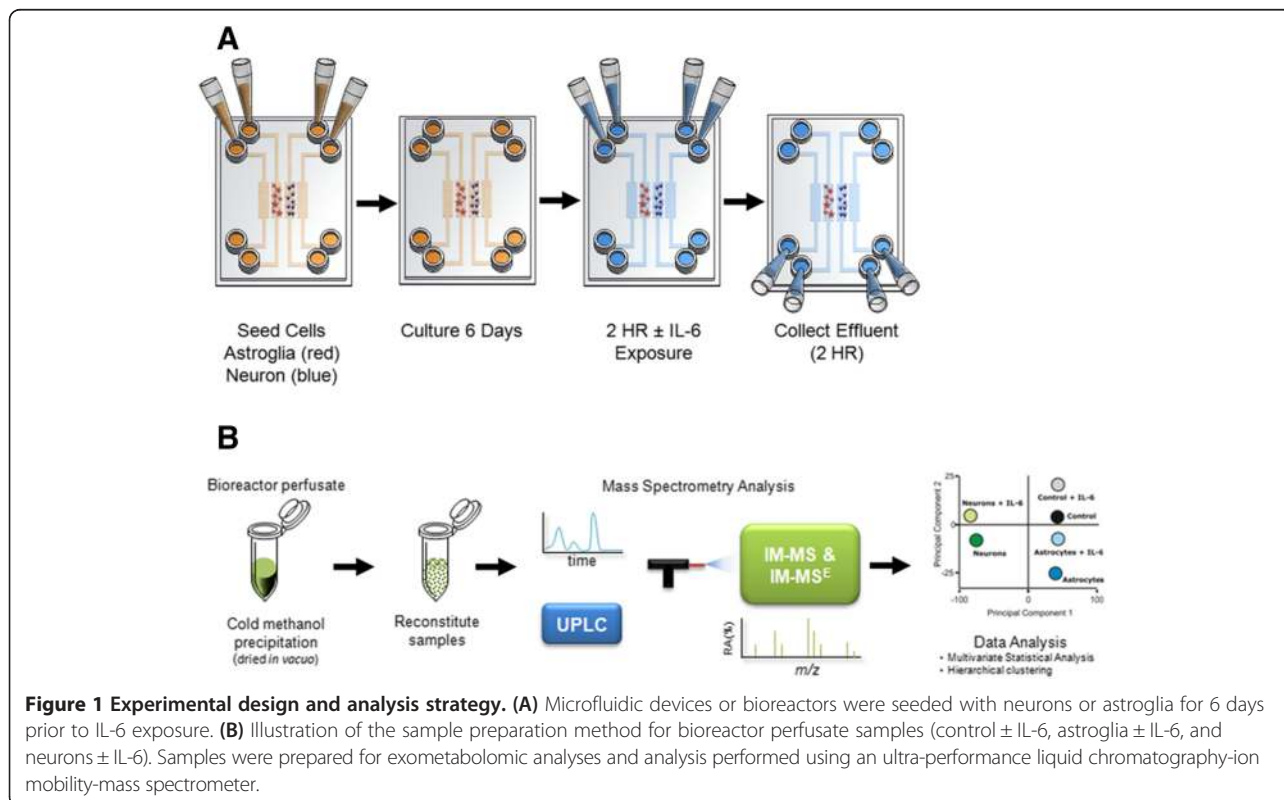 A
Seed Cells
Astroglia (red)
Neuron (blue)
Culture 6 Days
2 HR ± IL-6
Exposure
Collect Effluent
(2 HR)
B
Bioreactor perfusate
Cold methanol
precipitation
(dried in vacuo)
Reconstitute
samples
Mass Spectrometry Analysis
time
UPLC
IM-MS &
IM-MSᴱ
RA(%)
m/z
Principal Component 2
25
0
-25
-100
0
100
Principal Component 1
Control + IL-6
Neurons + IL-6
Control
Astrocytes + IL-6
Neurons
Astrocytes
Data Analysis
• Multivariate Statistical Analysis
• Hierarchical clustering
Figure 1 Experimental design and analysis strategy. (A) Microfluidic devices or bioreactors were seeded with neurons or astroglia for 6 days
prior to IL-6 exposure. (B) Illustration of the sample preparation method for bioreactor perfusate samples (control ± IL-6, astroglia ± IL-6, and
neurons ± IL-6). Samples were prepared for exometabolomic analyses and analysis performed using an ultra-performance liquid chromatography-ion
mobility-mass spectrometer.